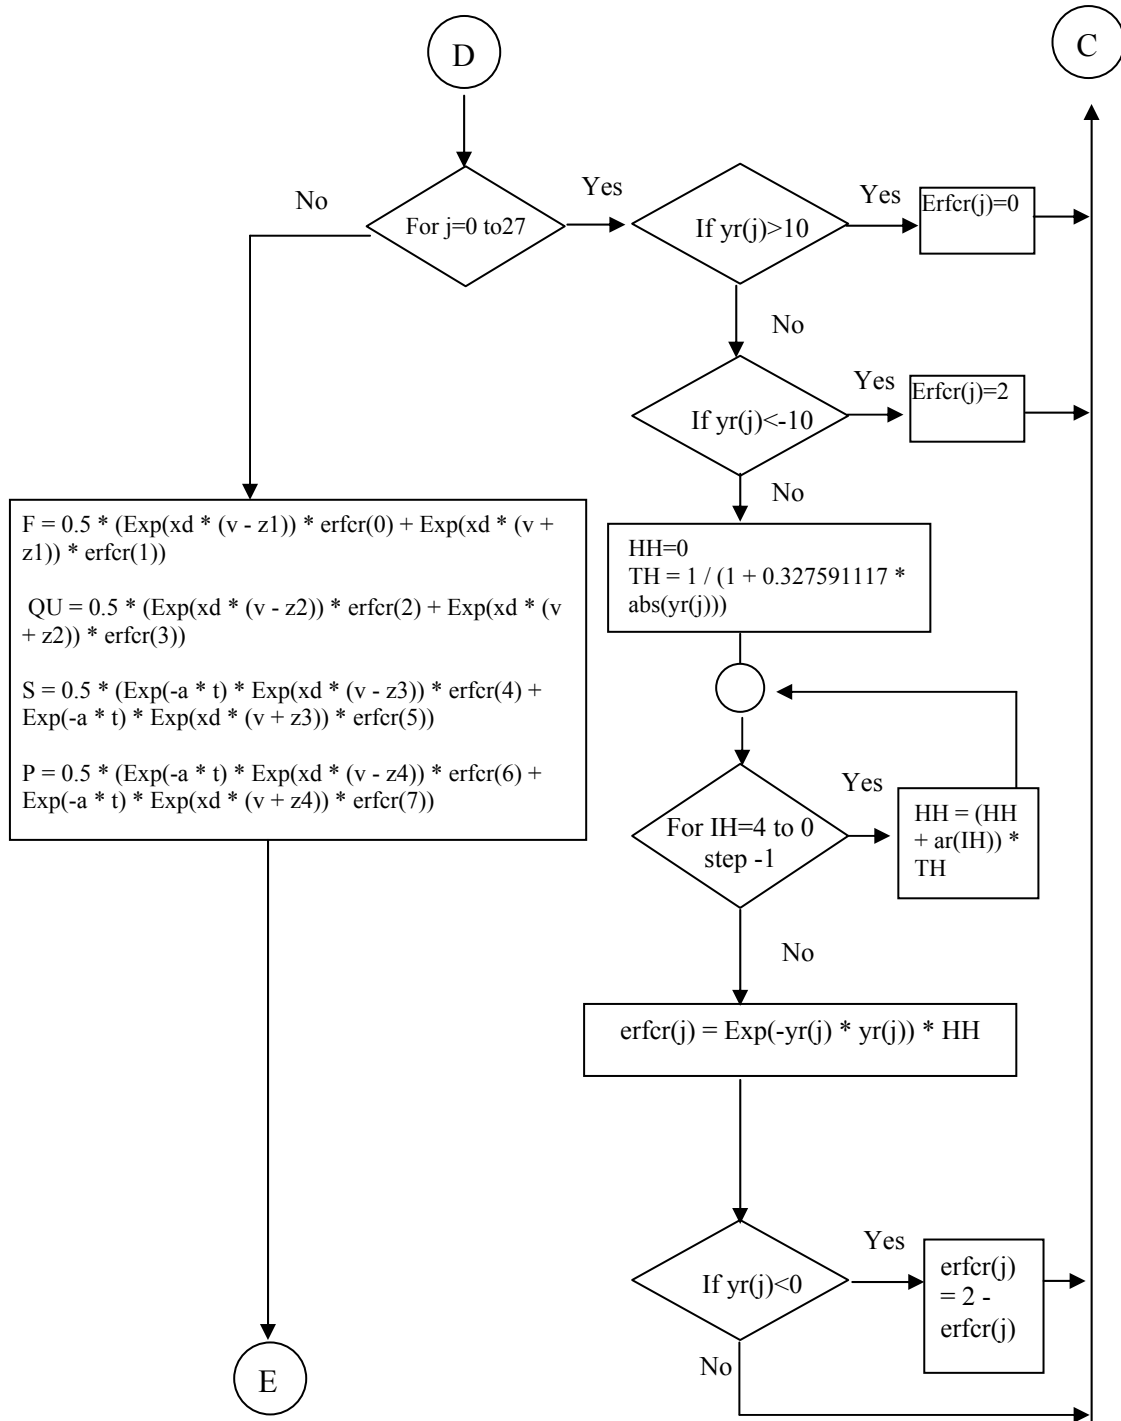 D
C
No
Yes
Yes
For j=0 to27
If yr(j)>10
Erfcr(j)=0
No
Yes
If yr(j)<-10
Erfcr(j)=2
No
F = 0.5 * (Exp(xd * (v - z1)) * erfcr(0) + Exp(xd * (v +
z1)) * erfcr(1))
QU = 0.5 * (Exp(xd * (v - z2)) * erfcr(2) + Exp(xd * (v
+ z2)) * erfcr(3))
S = 0.5 * (Exp(-a * t) * Exp(xd * (v - z3)) * erfcr(4) +
Exp(-a * t) * Exp(xd * (v + z3)) * erfcr(5))
P = 0.5 * (Exp(-a * t) * Exp(xd * (v - z4)) * erfcr(6) +
Exp(-a * t) * Exp(xd * (v + z4)) * erfcr(7))
HH=0
TH = 1 / (1 + 0.327591117 *
abs(yr(j)))
Yes
For IH=4 to 0
step -1
HH = (HH
+ ar(IH)) *
TH
No
erfcr(j) = Exp(-yr(j) * yr(j)) * HH
Yes
If yr(j)<0
erfcr(j)
= 2 -
erfcr(j)
No
E